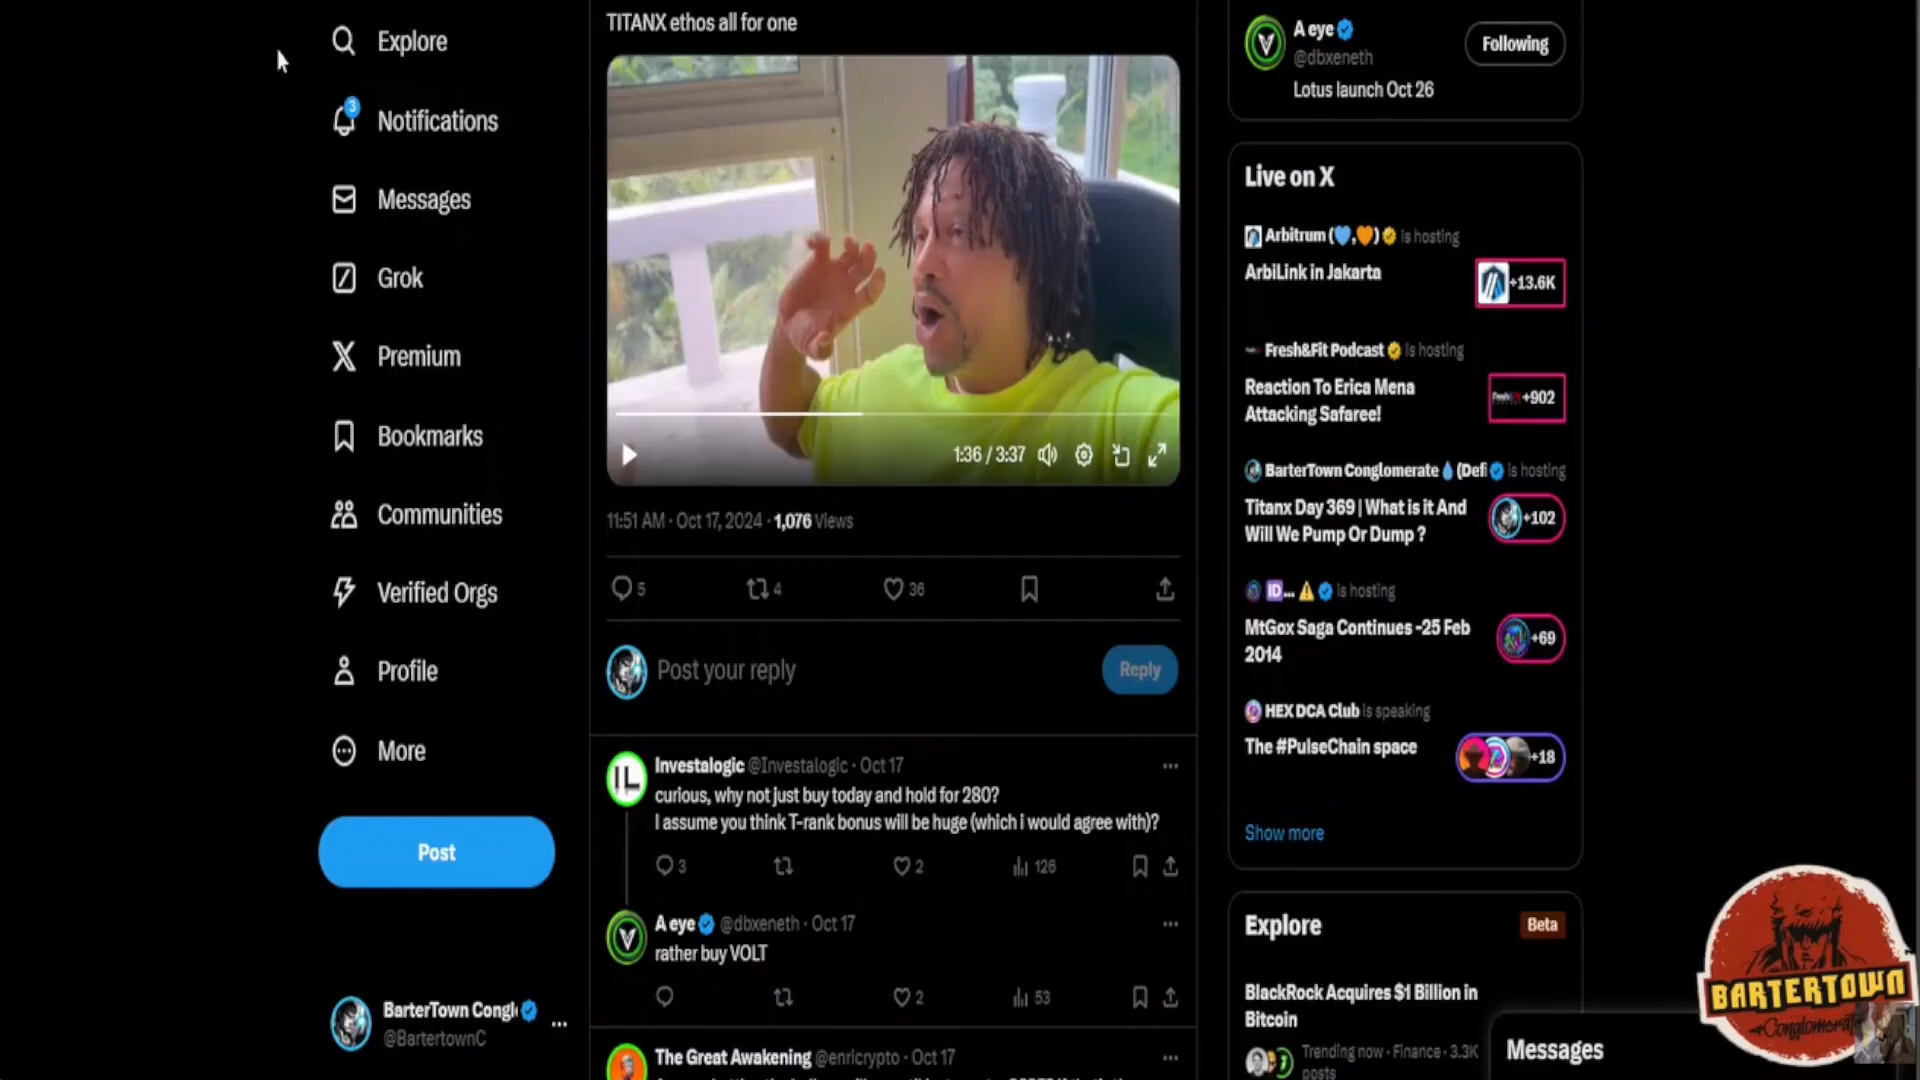 Explore
3
Notifications
Messages
Grok
Premium
Bookmarks
Communities
Verified Orgs
Profile
More
Post
BarterTown Congl
@BartertownC
TITANX ethos all for one
1:36 / 3:37
11:51 AM · Oct 17, 2024 · 1,076 Views
5
4
36
Post your reply
Reply
Investalogic @Investalogic · Oct 17
curious, why not just buy today and hold for 280?
I assume you think T-rank bonus will be huge (which i would agree with)?
3
2
126
A eye @dbxeneth · Oct 17
rather buy VOLT
2
53
The Great Awakening @enricrypto · Oct 17
A eye
@dbxeneth
Following
Lotus launch Oct 26
Live on X
Arbitrum (💙,🧡) is hosting
ArbiLink in Jakarta
+13.6K
Fresh&Fit Podcast is hosting
Reaction To Erica Mena
Attacking Safaree!
+902
BarterTown Conglomerate 💧 (Defi is hosting
Titanx Day 369 | What is it And
Will We Pump Or Dump ?
+102
ID... ⚠️ is hosting
MtGox Saga Continues -25 Feb
2014
+69
HEX DCA Club is speaking
The #PulseChain space
+18
Show more
Explore
Beta
BlackRock Acquires $1 Billion in
Bitcoin
Trending now · Finance · 3.3K
posts
Messages
BARTERTOWN